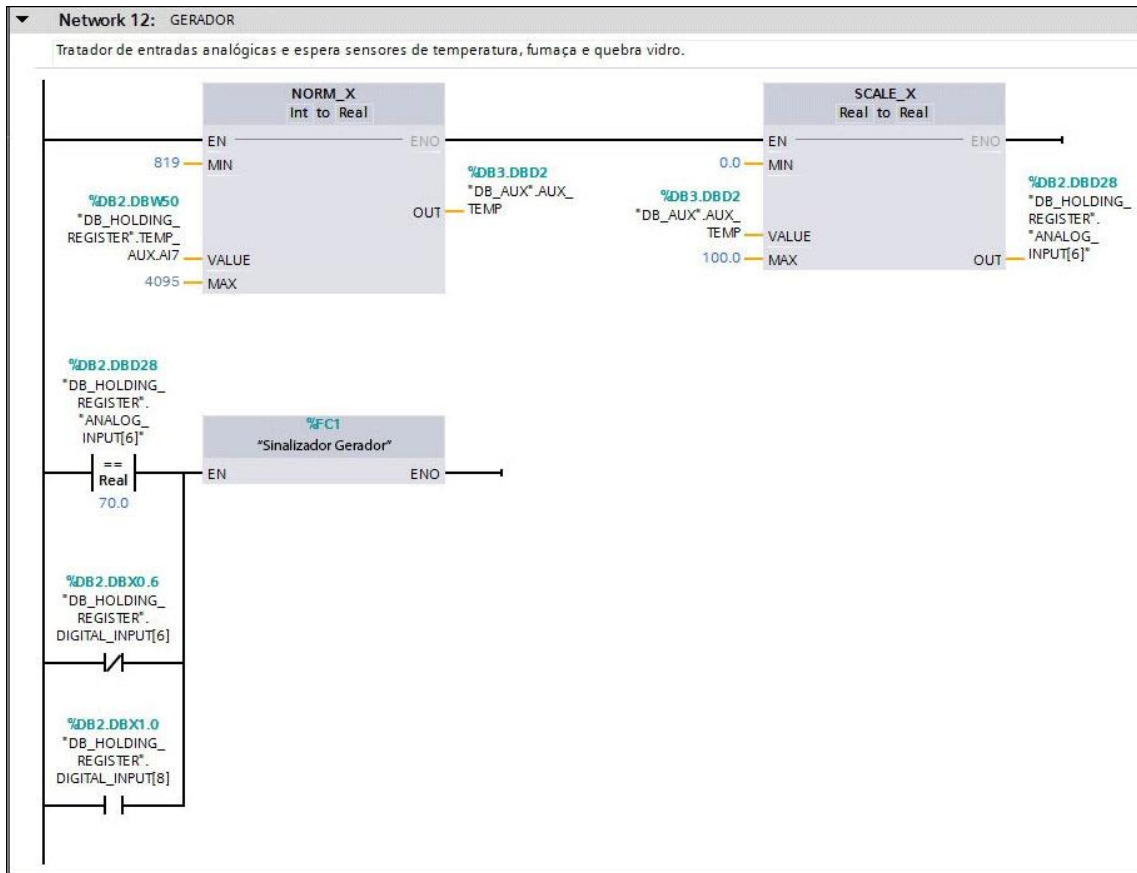 Network 12: GERADOR
Tratador de entradas analógicas e espera sensores de temperatura, fumaça e quebra vidro.
NORM_X
Int to Real
EN
ENO
819
MIN
%DB2.DBW50
"DB_HOLDING_
REGISTER".TEMP_
AUX.AI7
VALUE
4095
MAX
OUT
%DB3.DBD2
"DB_AUX".AUX_
TEMP
SCALE_X
Real to Real
EN
ENO
0.0
MIN
%DB3.DBD2
"DB_AUX".AUX_
TEMP
VALUE
100.0
MAX
OUT
%DB2.DBD28
"DB_HOLDING_
REGISTER".
"ANALOG_
INPUT[6]"
%DB2.DBD28
"DB_HOLDING_
REGISTER".
"ANALOG_
INPUT[6]"
==
Real
70.0
%FC1
"Sinalizador Gerador"
EN
ENO
%DB2.DBX0.6
"DB_HOLDING_
REGISTER".
DIGITAL_INPUT[6]
%DB2.DBX1.0
"DB_HOLDING_
REGISTER".
DIGITAL_INPUT[8]